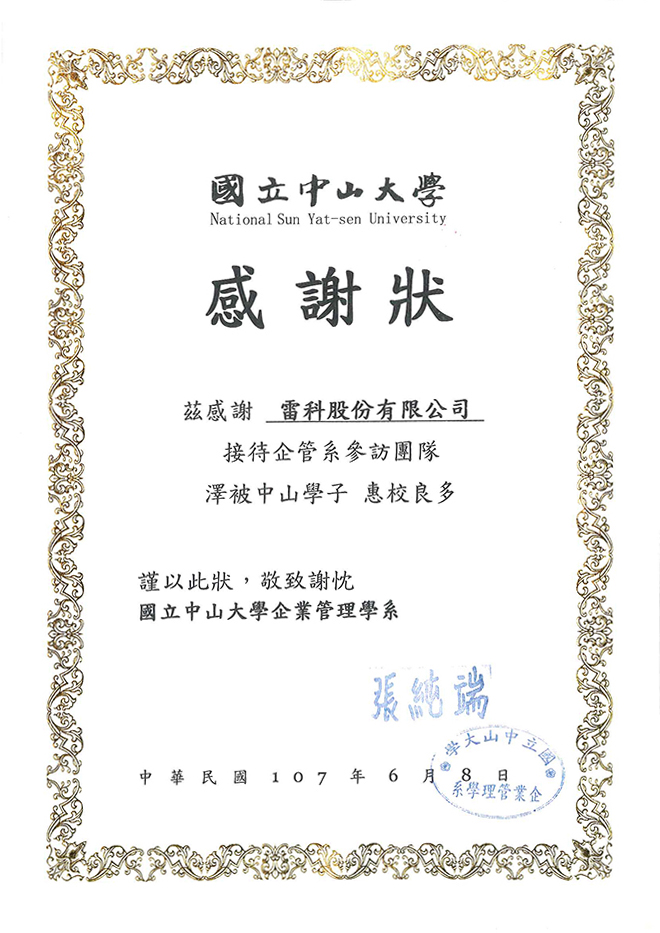 國立中山大學
National Sun Yat-sen University
感謝狀
茲感謝 雷科股份有限公司
接待企管系參訪團隊
澤被中山學子 惠校良多
謹以此狀，敬致謝忱
國立中山大學企業管理學系
張純端
中華民國 107 年 6 月 8 日
國立中山大學
企業管理學系